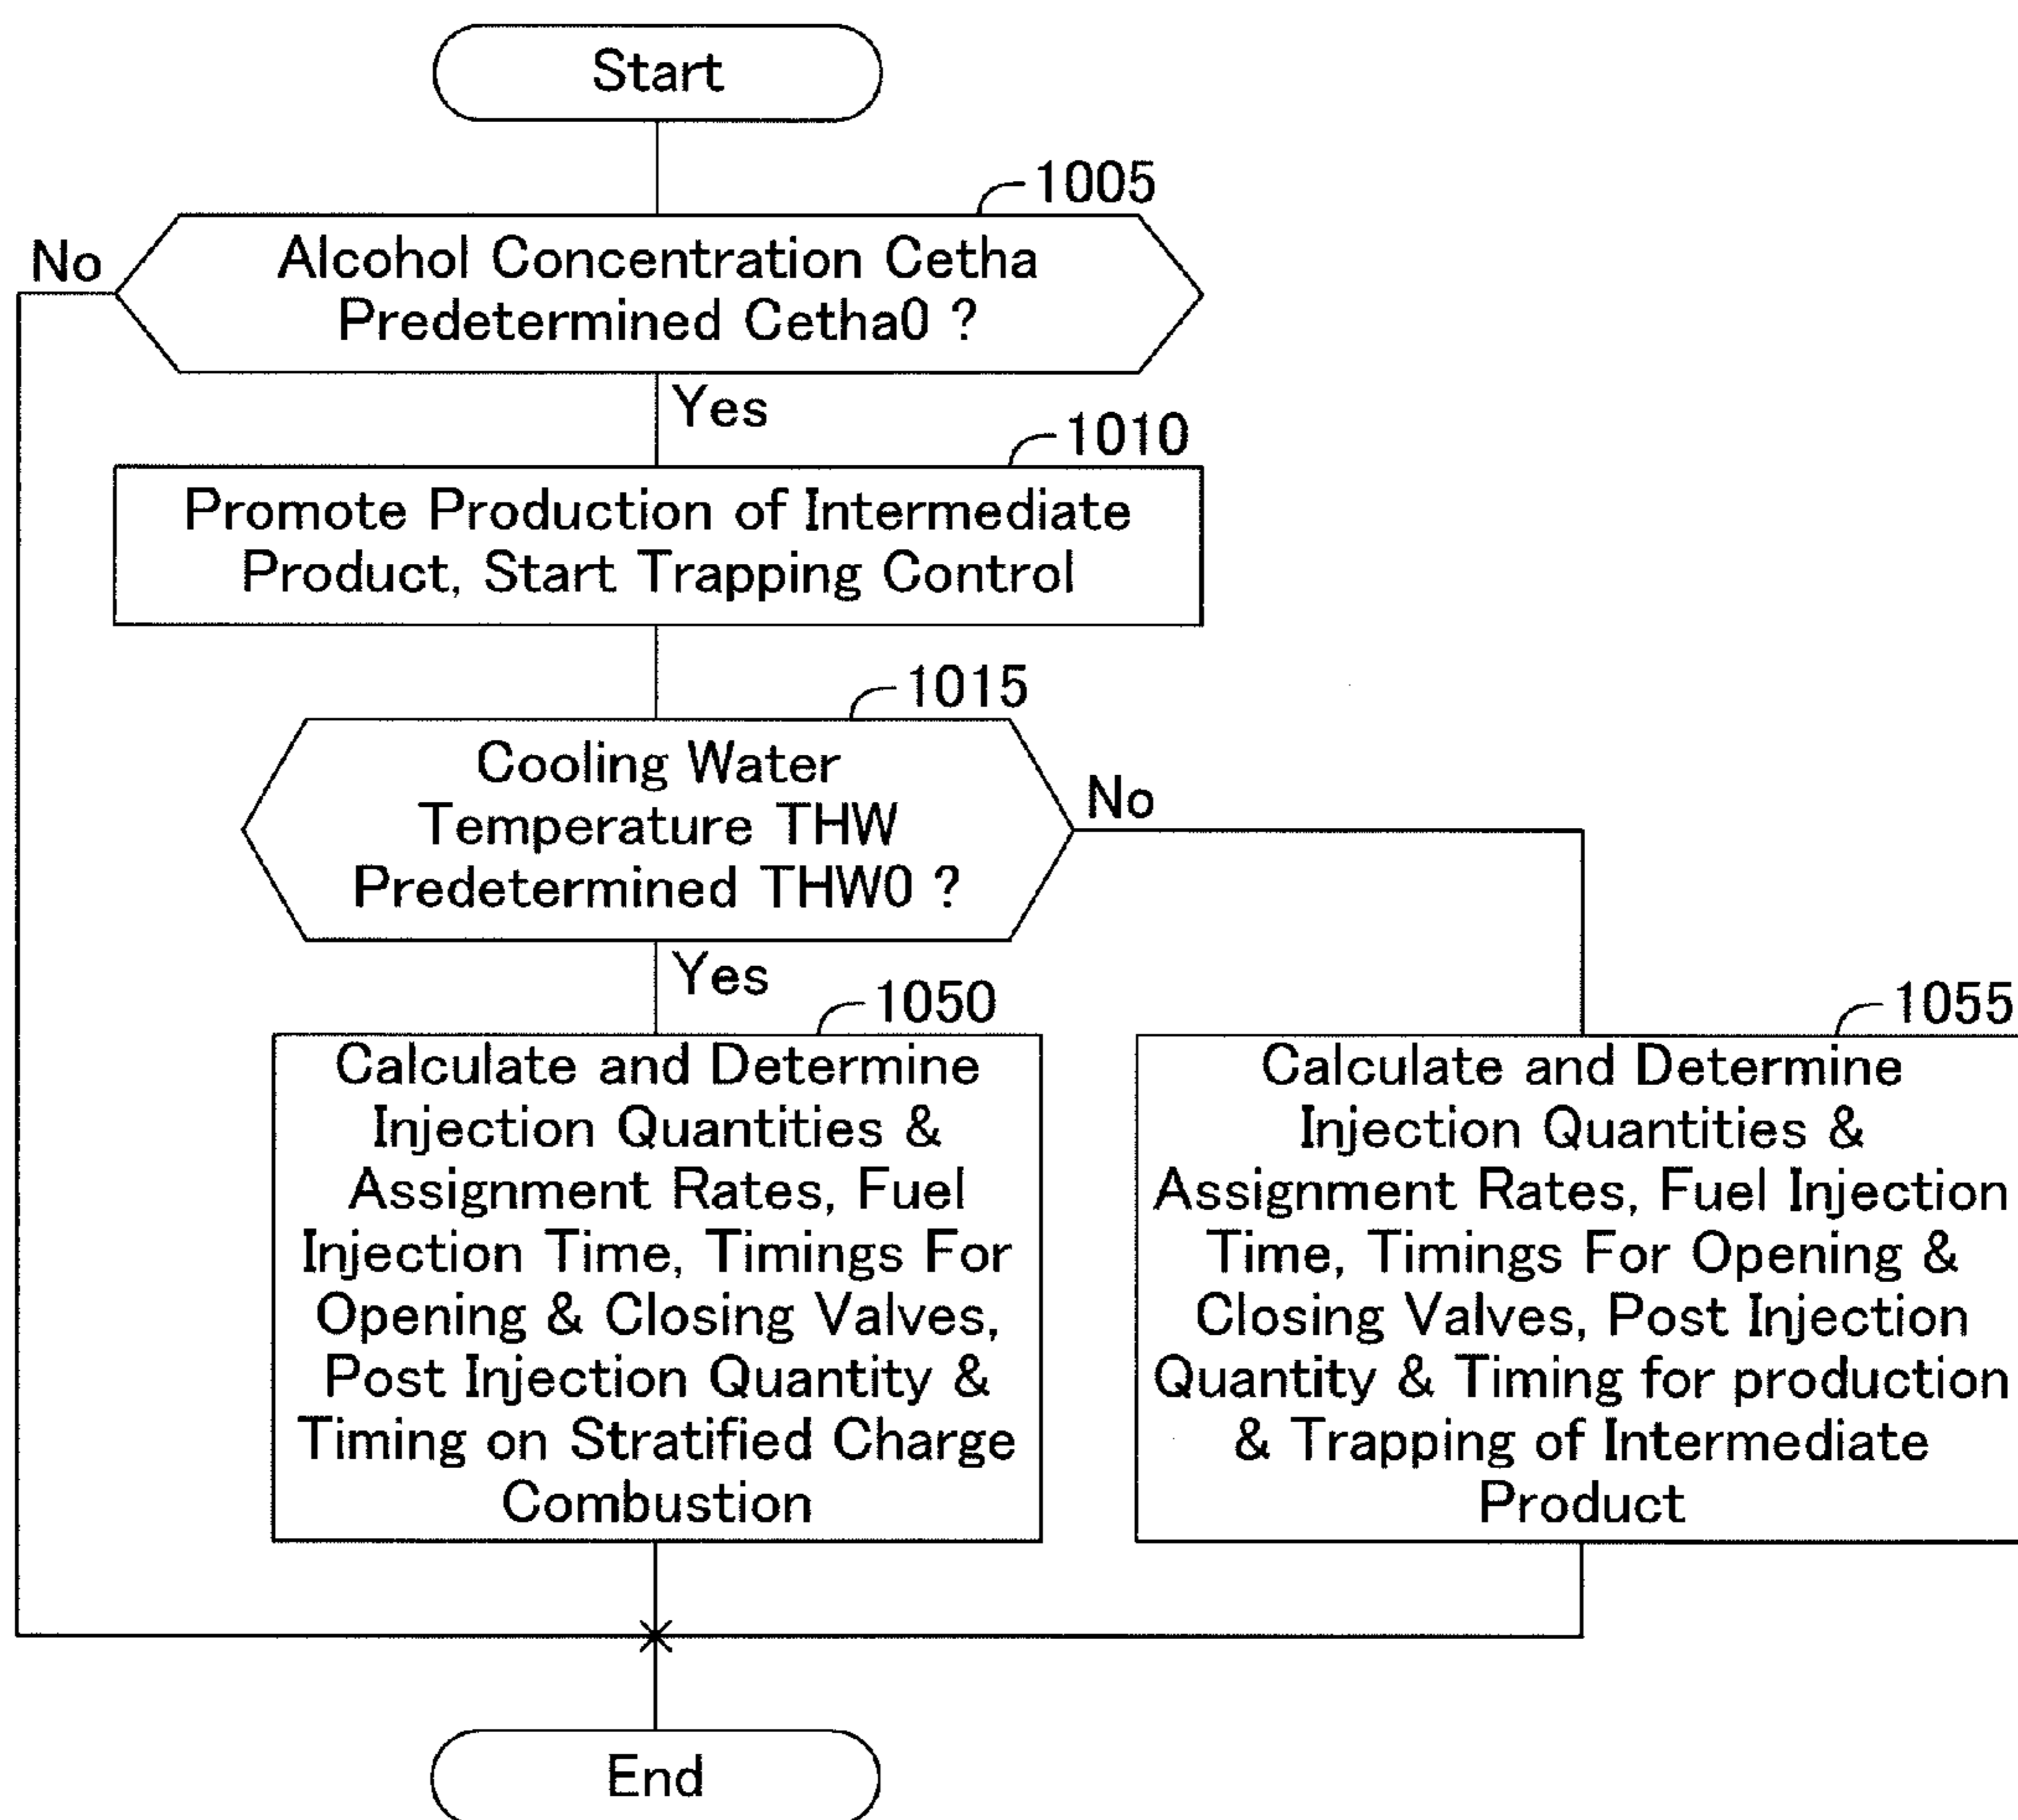 Start
1005
No
Alcohol Concentration Cetha
Predetermined Cetha0 ?
Yes
1010
Promote Production of Intermediate
Product, Start Trapping Control
1015
Cooling Water
Temperature THW
Predetermined THW0 ?
No
Yes
1050
Calculate and Determine
Injection Quantities &
Assignment Rates, Fuel
Injection Time, Timings For
Opening & Closing Valves,
Post Injection Quantity &
Timing on Stratified Charge
Combustion
1055
Calculate and Determine
Injection Quantities &
Assignment Rates, Fuel Injection
Time, Timings For Opening &
Closing Valves, Post Injection
Quantity & Timing for production
& Trapping of Intermediate
Product
End